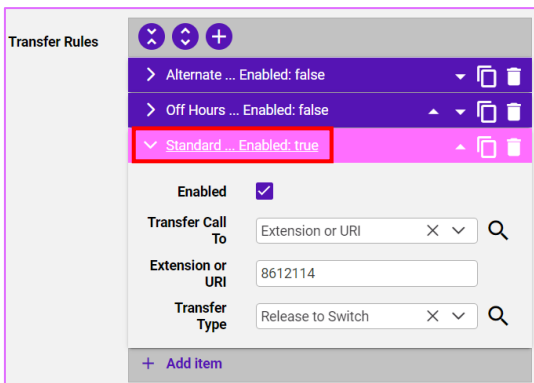 Transfer Rules
Alternate ... Enabled: false
Off Hours ... Enabled: false
Standard ... Enabled: true
Enabled
Transfer Call
To
Extension or URI
Extension or
URI
8612114
Transfer
Type
Release to Switch
+ Add item